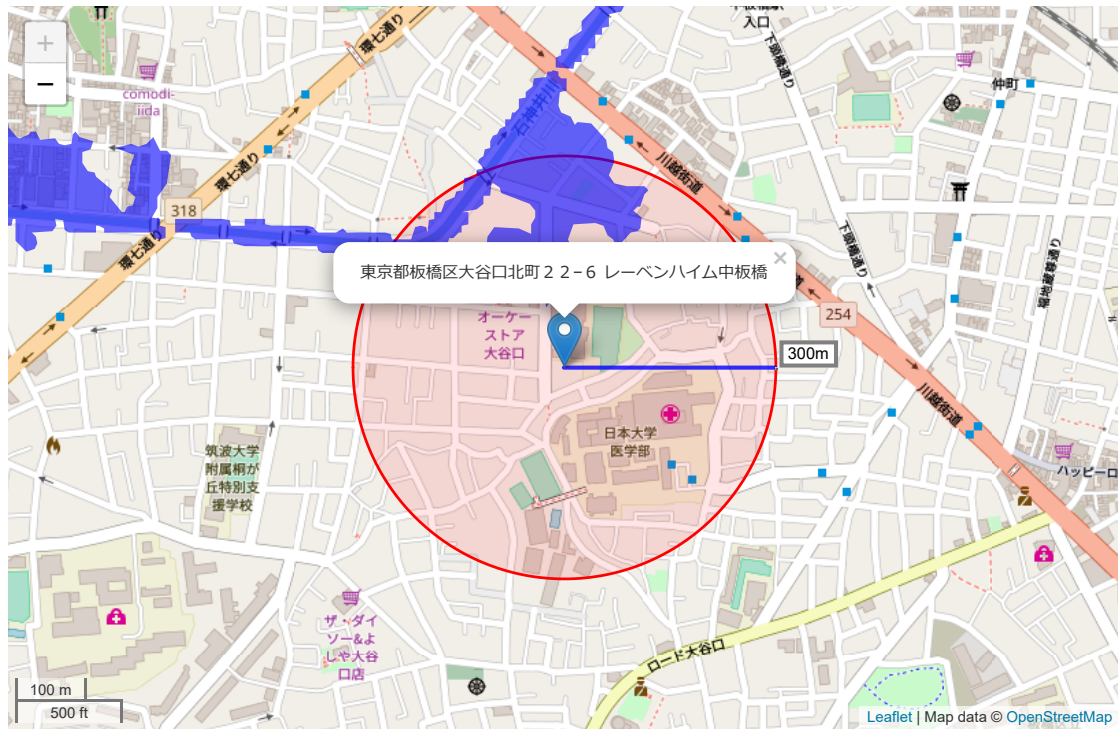 +
−
comodi-
iida
環七通り
石神井川
入口
下頭橋通り
仲町
川越街道
318
環七通り
環七通り
下頭橋通り
東京都板橋区大谷口北町２２−６ レーベンハイム中板橋
×
254
オーケー
ストア
大谷口
300m
川越街道
日本大学
医学部
筑波大学
附属桐が
丘特別支
援学校
ハッピーロ
ザ・ダイ
ソー&よ
しや大谷
口店
ロード大谷口
100 m
500 ft
Leaflet | Map data © OpenStreetMap